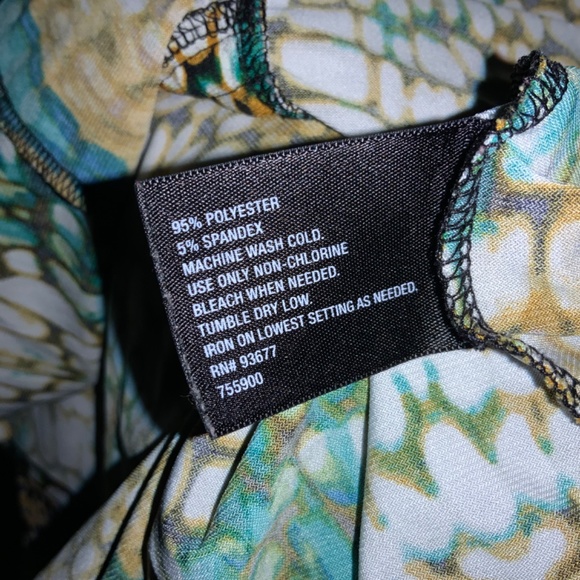 95% POLYESTER
5% SPANDEX
MACHINE WASH COLD.
USE ONLY NON-CHLORINE
BLEACH WHEN NEEDED.
TUMBLE DRY LOW.
IRON ON LOWEST SETTING AS NEEDED.
RN# 93677
755900